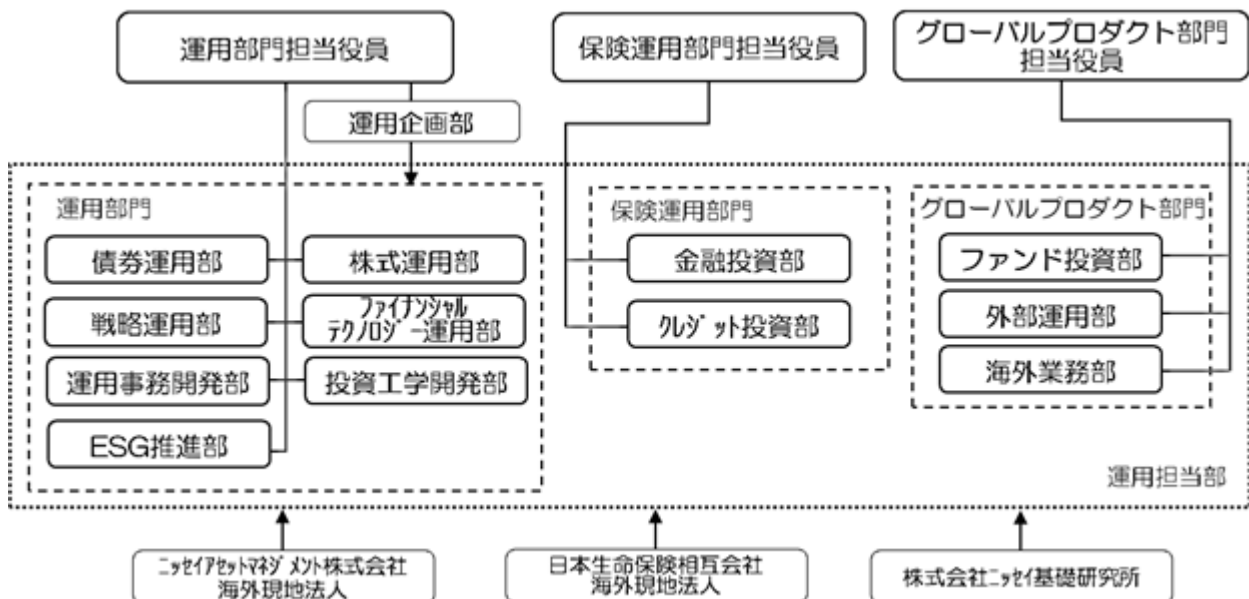 運用部門担当役員
保険運用部門担当役員
グローバルプロダクト部門
担当役員
運用企画部
運用部門
債券運用部
株式運用部
戦略運用部
ファイナンシャル
テクノロジー運用部
運用事務開発部
投資工学開発部
ESG推進部
保険運用部門
金融投資部
クレジット投資部
グローバルプロダクト部門
ファンド投資部
外部運用部
海外業務部
運用担当部
ニッセイアセットマネジメント株式会社
海外現地法人
日本生命保険相互会社
海外現地法人
株式会社ニッセイ基礎研究所